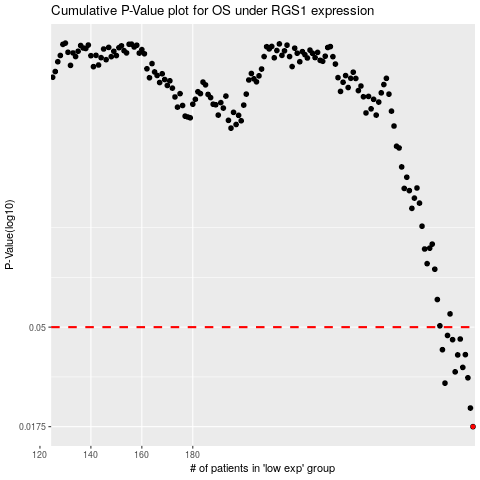 Cumulative P-Value plot for OS under RGS1 expression
P-Value(log10)
0.05
0.0175
120 140 160 180
# of patients in 'low exp' group